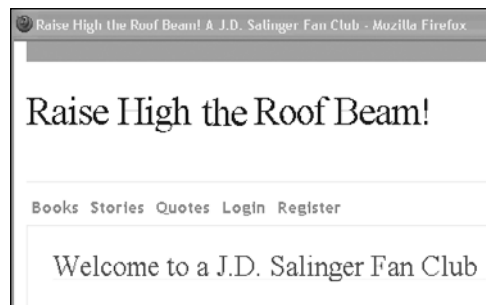 Raise High the Roof Beam! A J.D. Salinger Fan Club - Mozilla Firefox
Raise High the Roof Beam!
Books Stories Quotes Login Register
Welcome to a J.D. Salinger Fan Club